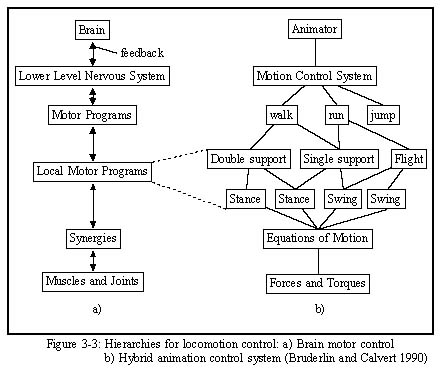 Brain
feedback
Lower Level Nervous System
Motor Programs
Local Motor Programs
Synergies
Muscles and Joints
a)
Animator
Motion Control System
walk run jump
Double support Single support Flight
Stance Stance Swing Swing
Equations of Motion
Forces and Torques
b)
Figure 3-3: Hierarchies for locomotion control: a) Brain motor control
b) Hybrid animation control system (Bruderlin and Calvert 1990)